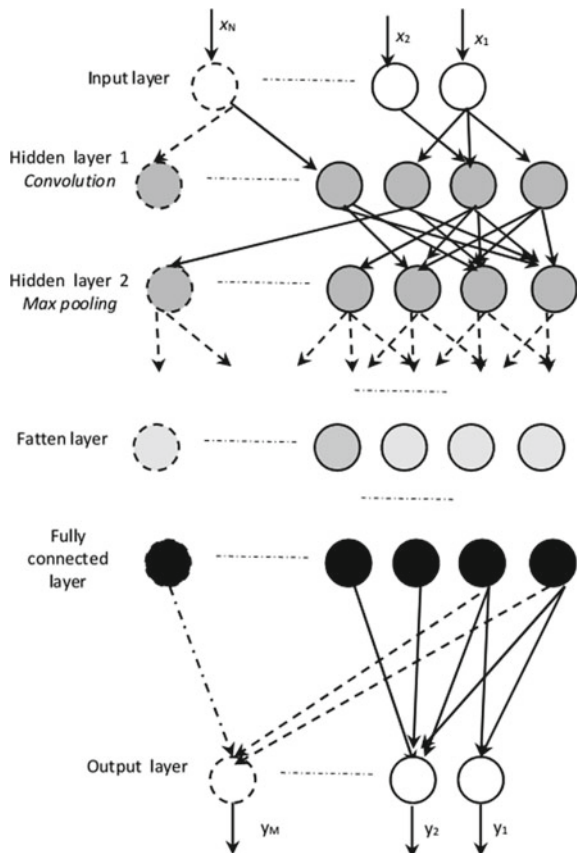 xN
x2
x1
Input layer
Hidden layer 1
Convolution
Hidden layer 2
Max pooling
Fatten layer
Fully
connected
layer
Output layer
yM
y2
y1